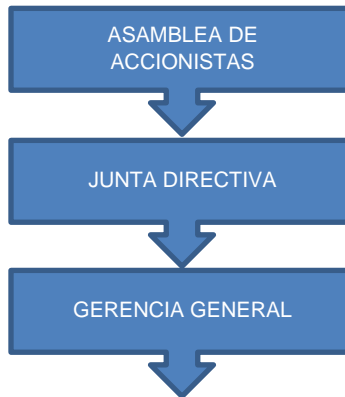 ASAMBLEA DE
ACCIONISTAS
JUNTA DIRECTIVA
GERENCIA GENERAL